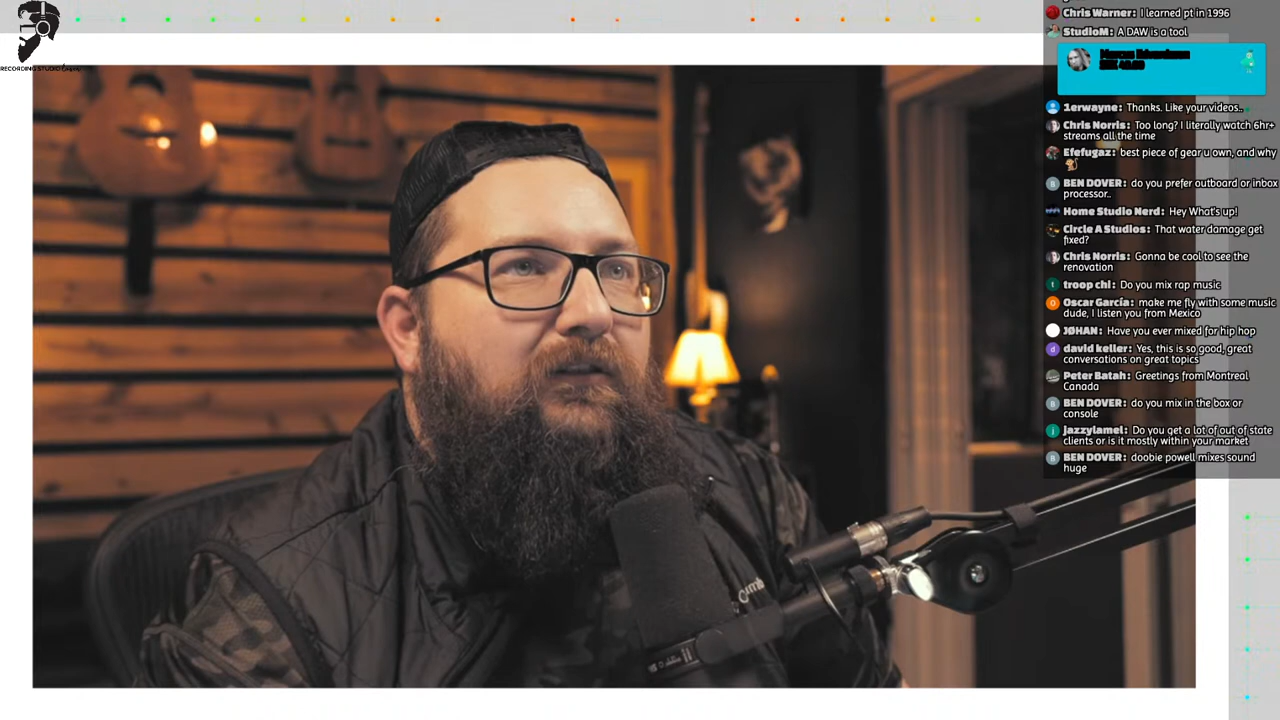 RECORDING STUDIO
Chris Warner: I learned pt in 1996
StudioM: A DAW is a tool
1erwayne: Thanks. Like your videos..
Chris Norris: Too long? I literally watch 6hr+
streams all the time
Efefugaz: best piece of gear u own, and why
BEN DOVER: do you prefer outboard or inbox
processor..
Home Studio Nerd: Hey What's up!
Circle A Studios: That water damage get
fixed?
Chris Norris: Gonna be cool to see the
renovation
troop chi: Do you mix rap music
Oscar García: make me fly with some music
dude, I listen you from Mexico
JØHAN: Have you ever mixed for hip hop
david keller: Yes, this is so good, great
conversations on great topics
Peter Batah: Greetings from Montreal
Canada
BEN DOVER: do you mix in the box or
console
jazzylamel: Do you get a lot of out of state
clients or is it mostly within your market
BEN DOVER: doobie powell mixes sound
huge